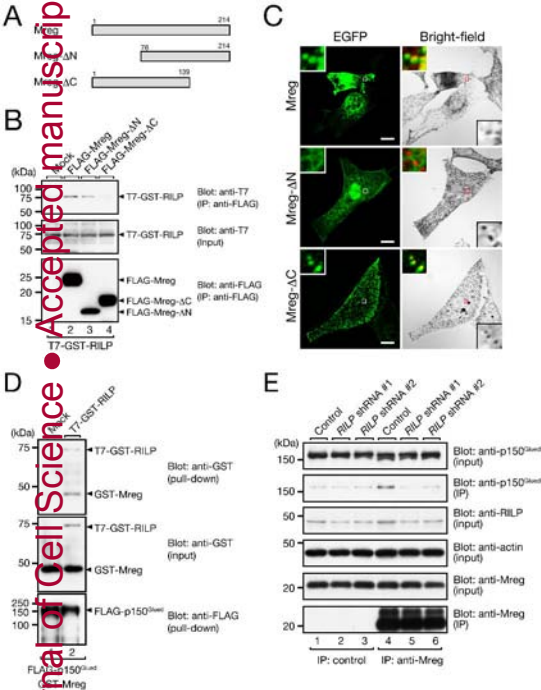 A
Mreg
1
214
Mreg-ΔN
76
214
Mreg-ΔC
1
139
B
Mock
FLAG-Mreg
FLAG-Mreg-ΔN
FLAG-Mreg-ΔC
(kDa)
100
75
50
T7-GST-RILP
Blot: anti-T7
(IP: anti-FLAG)
100
75
50
T7-GST-RILP
Blot: anti-T7
(input)
25
20
15
FLAG-Mreg
FLAG-Mreg-ΔC
FLAG-Mreg-ΔN
Blot: anti-FLAG
(IP: anti-FLAG)
2 3 4
T7-GST-RILP
C
EGFP
Bright-field
Mreg
Mreg-ΔN
Mreg-ΔC
D
Mock
T7-GST-RILP
(kDa)
75
50
T7-GST-RILP
GST-Mreg
Blot: anti-GST
(pull-down)
75
50
T7-GST-RILP
GST-Mreg
Blot: anti-GST
(input)
250
150
100
FLAG-p150Glued
Blot: anti-FLAG
(pull-down)
2
FLAG-p150Glued
GST-Mreg
E
Control
RILP shRNA #1
RILP shRNA #2
Control
RILP shRNA #1
RILP shRNA #2
(kDa)
150
Blot: anti-p150Glued
(input)
150
Blot: anti-p150Glued
(IP)
50
Blot: anti-RILP
(input)
50
Blot: anti-actin
(input)
20
Blot: anti-Mreg
(input)
20
Blot: anti-Mreg
(IP)
1 2 3 4 5 6
IP: control
IP: anti-Mreg
of Cell Science ● Accepted manuscrip